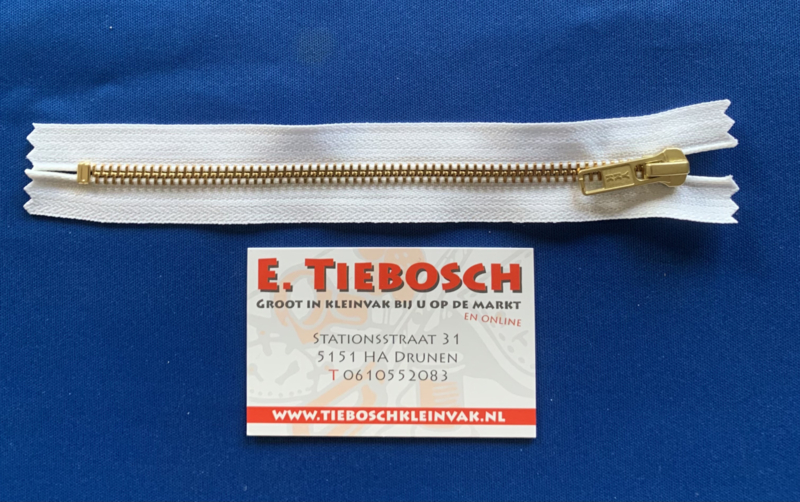 YKK
E. TIEBOSCH
GROOT IN KLEINVAK BIJ U OP DE MARKT
EN ONLINE
STATIONSSTRAAT 31
5151 HA DRUNEN
T 0610552083
WWW.TIEBOSCHKLEINVAK.NL